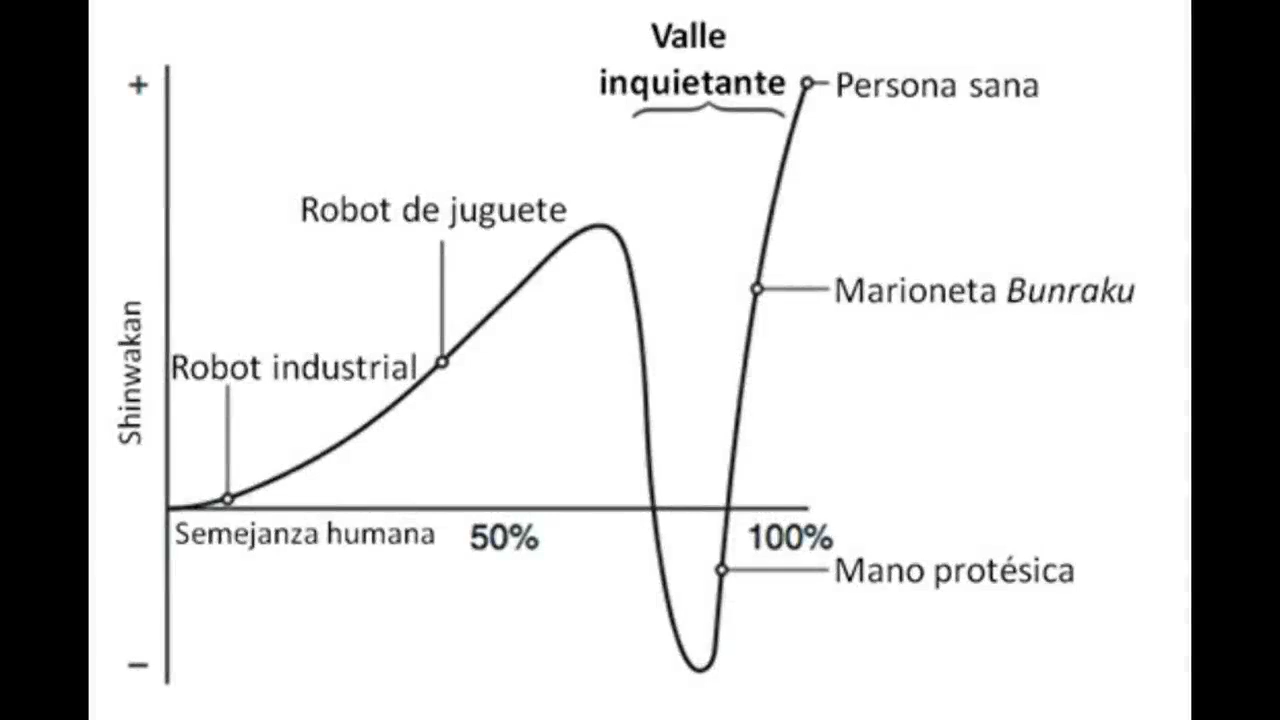 Valle
inquietante
+
Persona sana
Robot de juguete
Marioneta Bunraku
Shinwakan
Robot industrial
Semejanza humana
50%
100%
Mano protésica
–